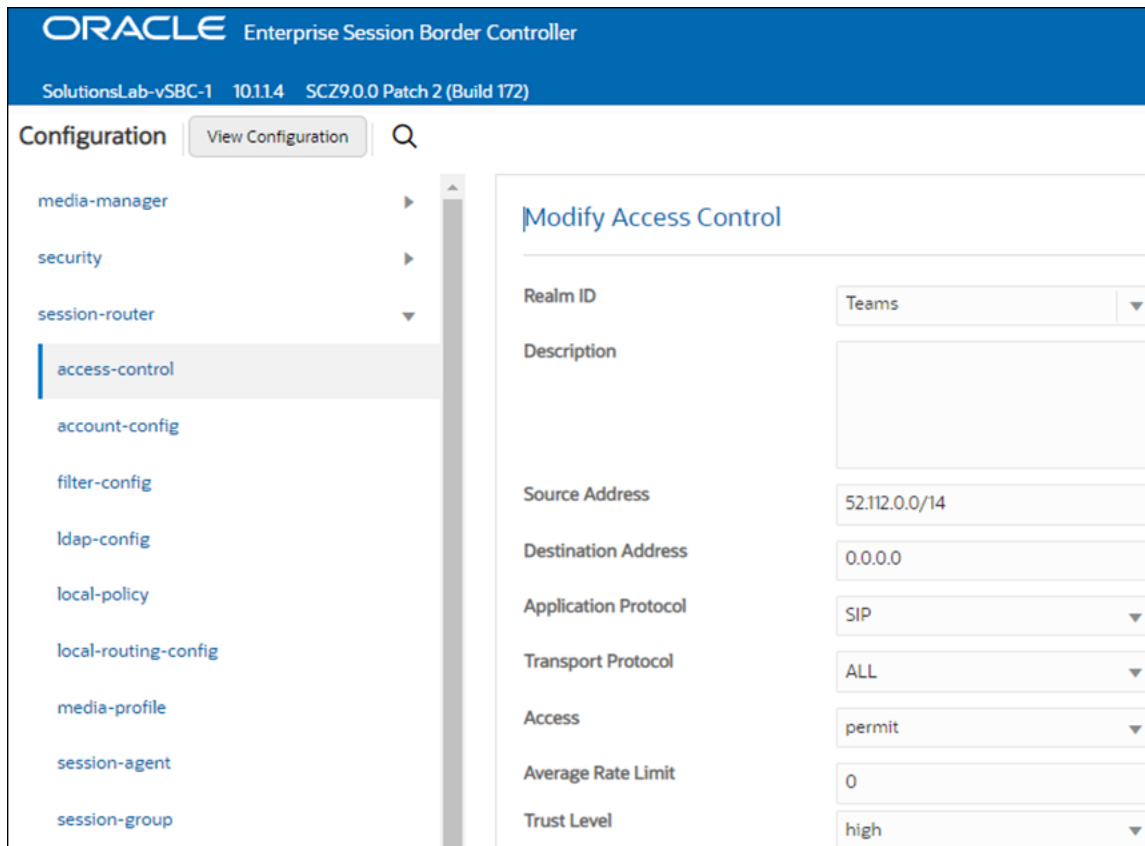 ORACLE Enterprise Session Border Controller
SolutionsLab-vSBC-1 10.1.1.4 SCZ9.0.0 Patch 2 (Build 172)
Configuration View Configuration
media-manager
security
session-router
access-control
account-config
filter-config
ldap-config
local-policy
local-routing-config
media-profile
session-agent
session-group
Modify Access Control
Realm ID Teams
Description
Source Address 52.112.0.0/14
Destination Address 0.0.0.0
Application Protocol SIP
Transport Protocol ALL
Access permit
Average Rate Limit 0
Trust Level high